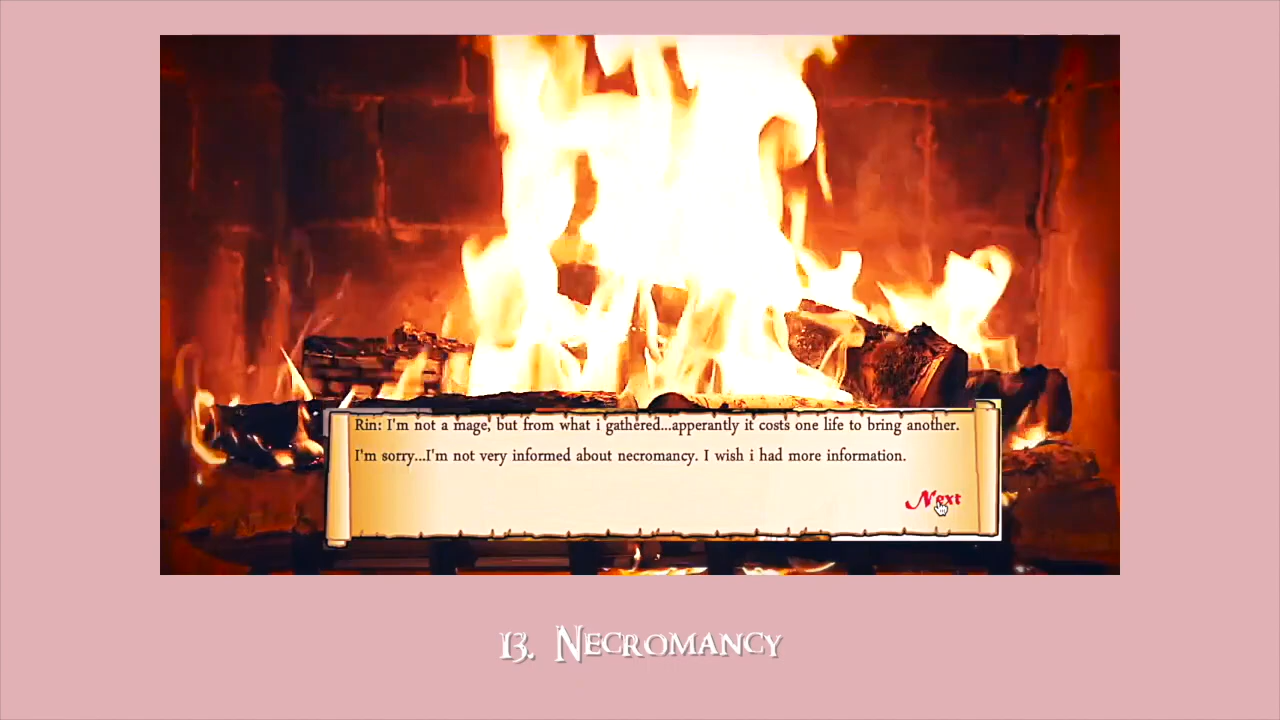 Rin: I'm not a mage, but from what i gathered...apperantly it costs one life to bring another.
I'm sorry...I'm not very informed about necromancy. I wish i had more information.
Next
13. Necromancy